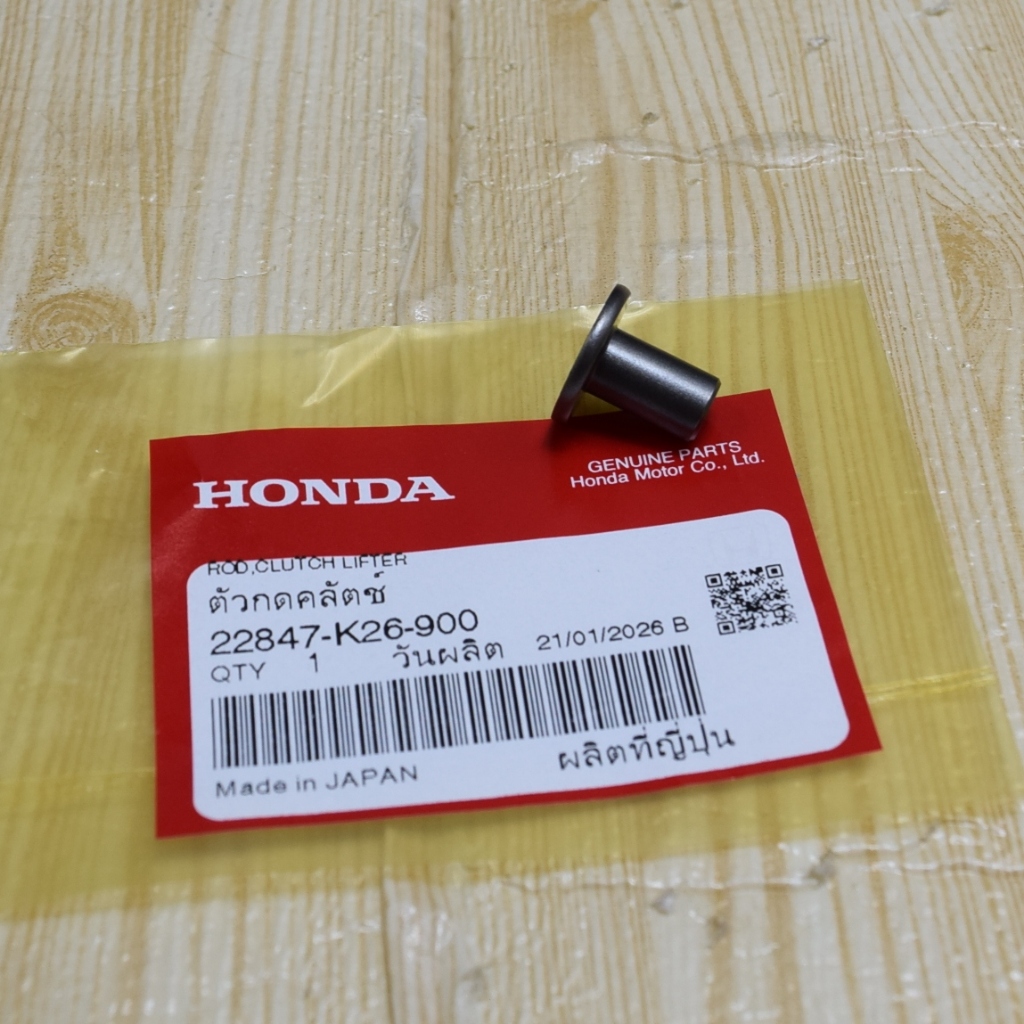 HONDA
GENUINE PARTS
Honda Motor Co., Ltd.
ROD,CLUTCH LIFTER
ตัวกดคลัตช์
22847-K26-900
QTY 1 วันผลิต 21/01/2026 B
Made in JAPAN ผลิตที่ญี่ปุ่น